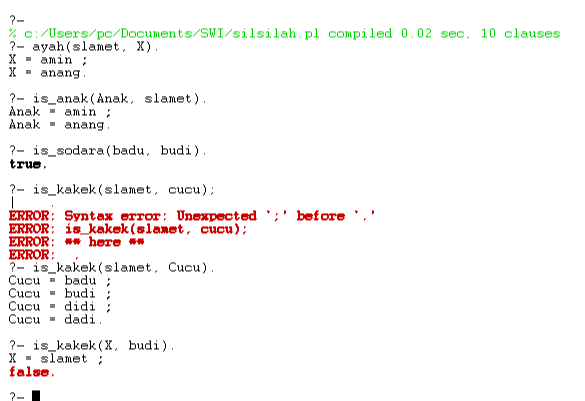 ?-
% c:/Users/pc/Documents/SWI/silsilah.pl compiled 0.02 sec, 10 clauses
?- ayah(slamet, X).
X = amin ;
X = anang.
?- is_anak(Anak, slamet).
Anak = amin ;
Anak = anang.
?- is_sodara(badu, budi).
true.
?- is_kakek(slamet, cucu);
|    .
ERROR: Syntax error: Unexpected `;' before `.'
ERROR: is_kakek(slamet, cucu);
ERROR: ** here **
ERROR:  .
?- is_kakek(slamet, Cucu).
Cucu = badu ;
Cucu = budi ;
Cucu = didi ;
Cucu = dadi.
?- is_kakek(X, budi).
X = slamet ;
false.
?-